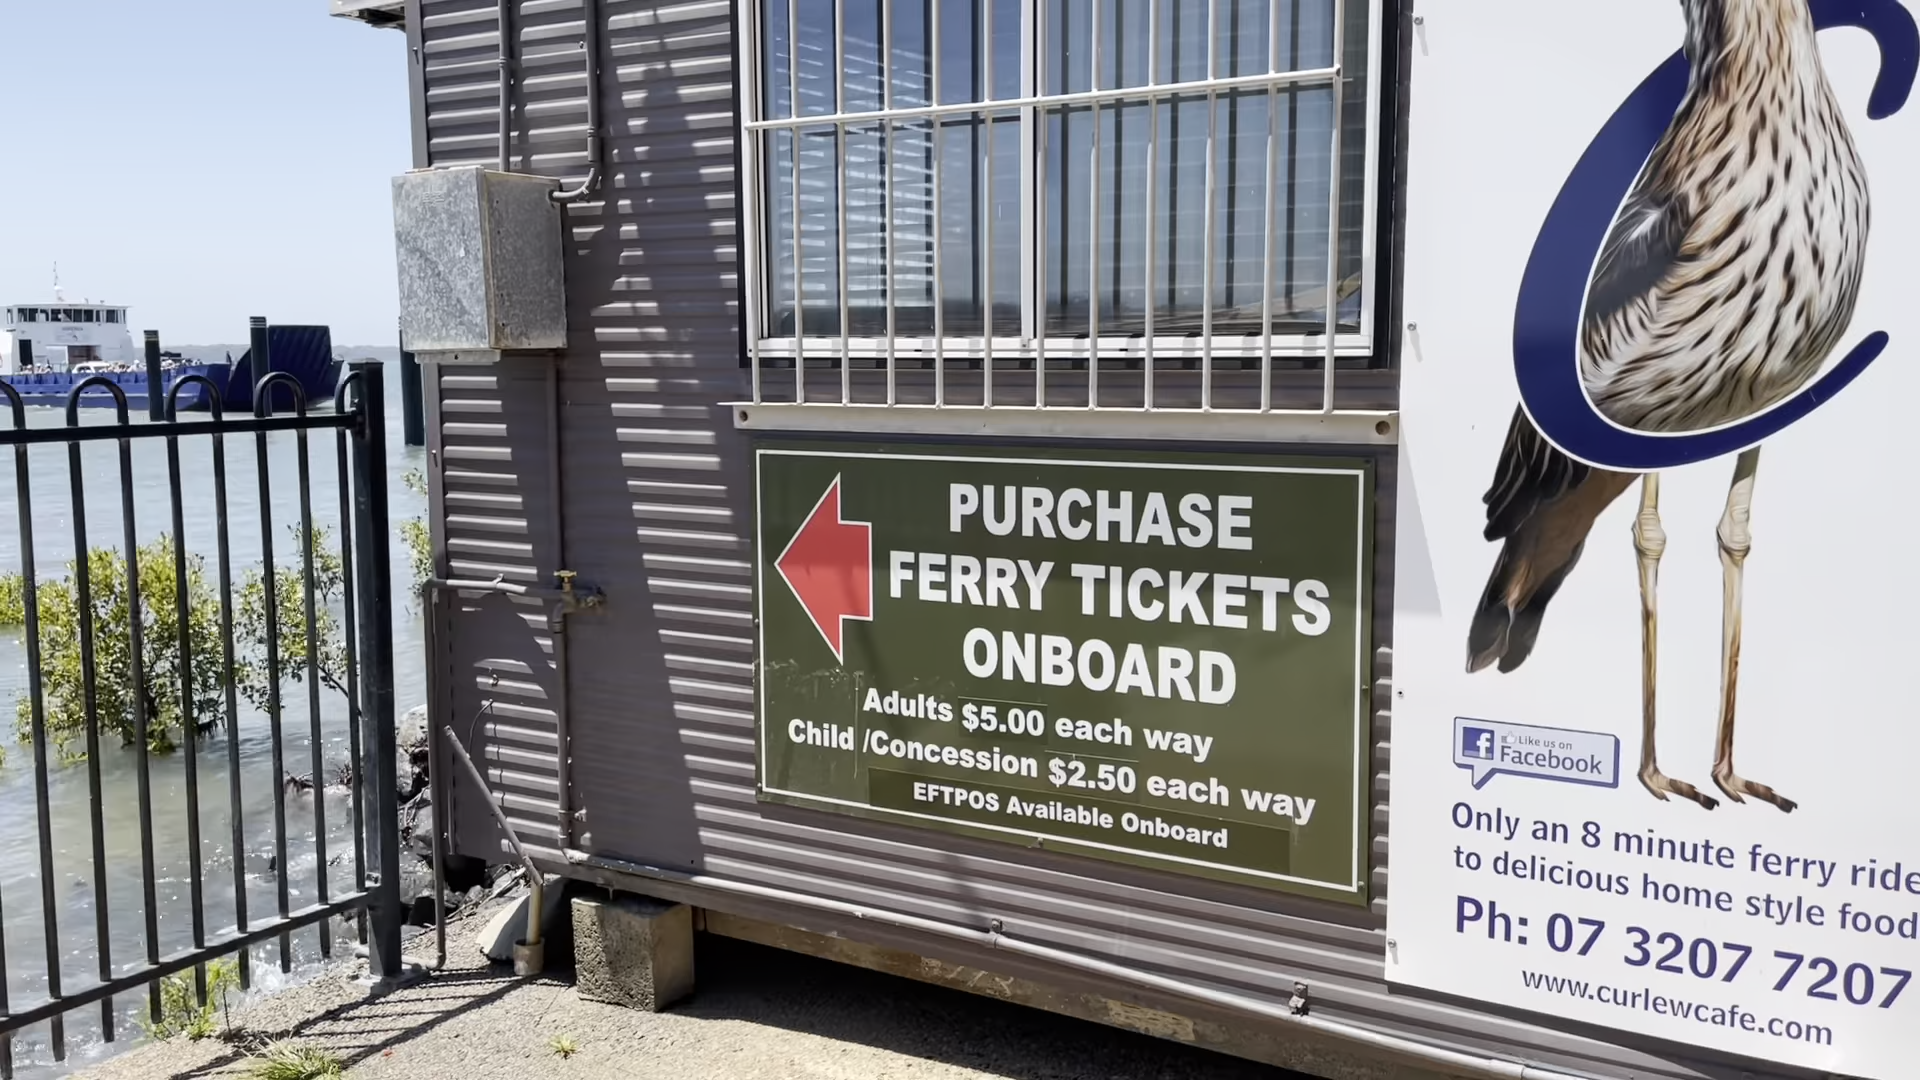 PURCHASE
FERRY TICKETS
ONBOARD
Adults $5.00 each way
Child /Concession $2.50 each way
EFTPOS Available Onboard
C
Like us on
Facebook
Only an 8 minute ferry ride
to delicious home style food
Ph: 07 3207 7207
www.curlewcafe.com